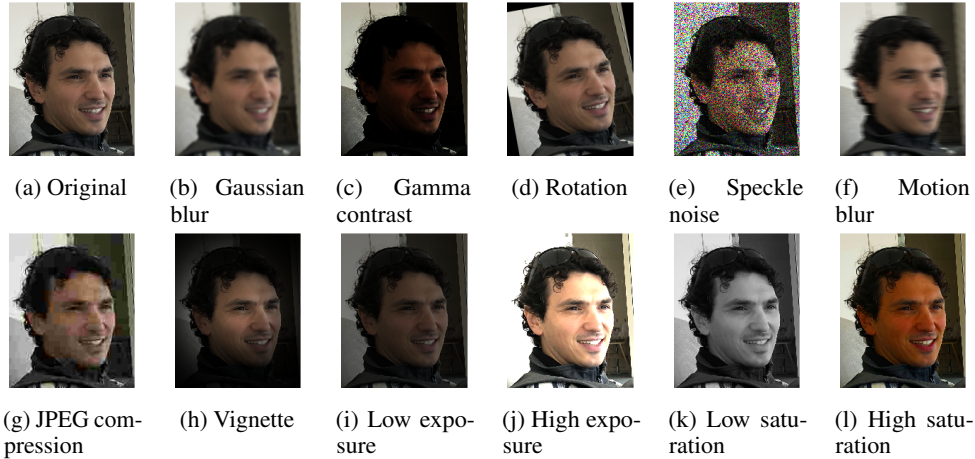 (a) Original
(b) Gaussian
blur
(c) Gamma
contrast
(d) Rotation
(e) Speckle
noise
(f) Motion
blur
(g) JPEG com-
pression
(h) Vignette
(i) Low expo-
sure
(j) High expo-
sure
(k) Low satu-
ration
(l) High satu-
ration